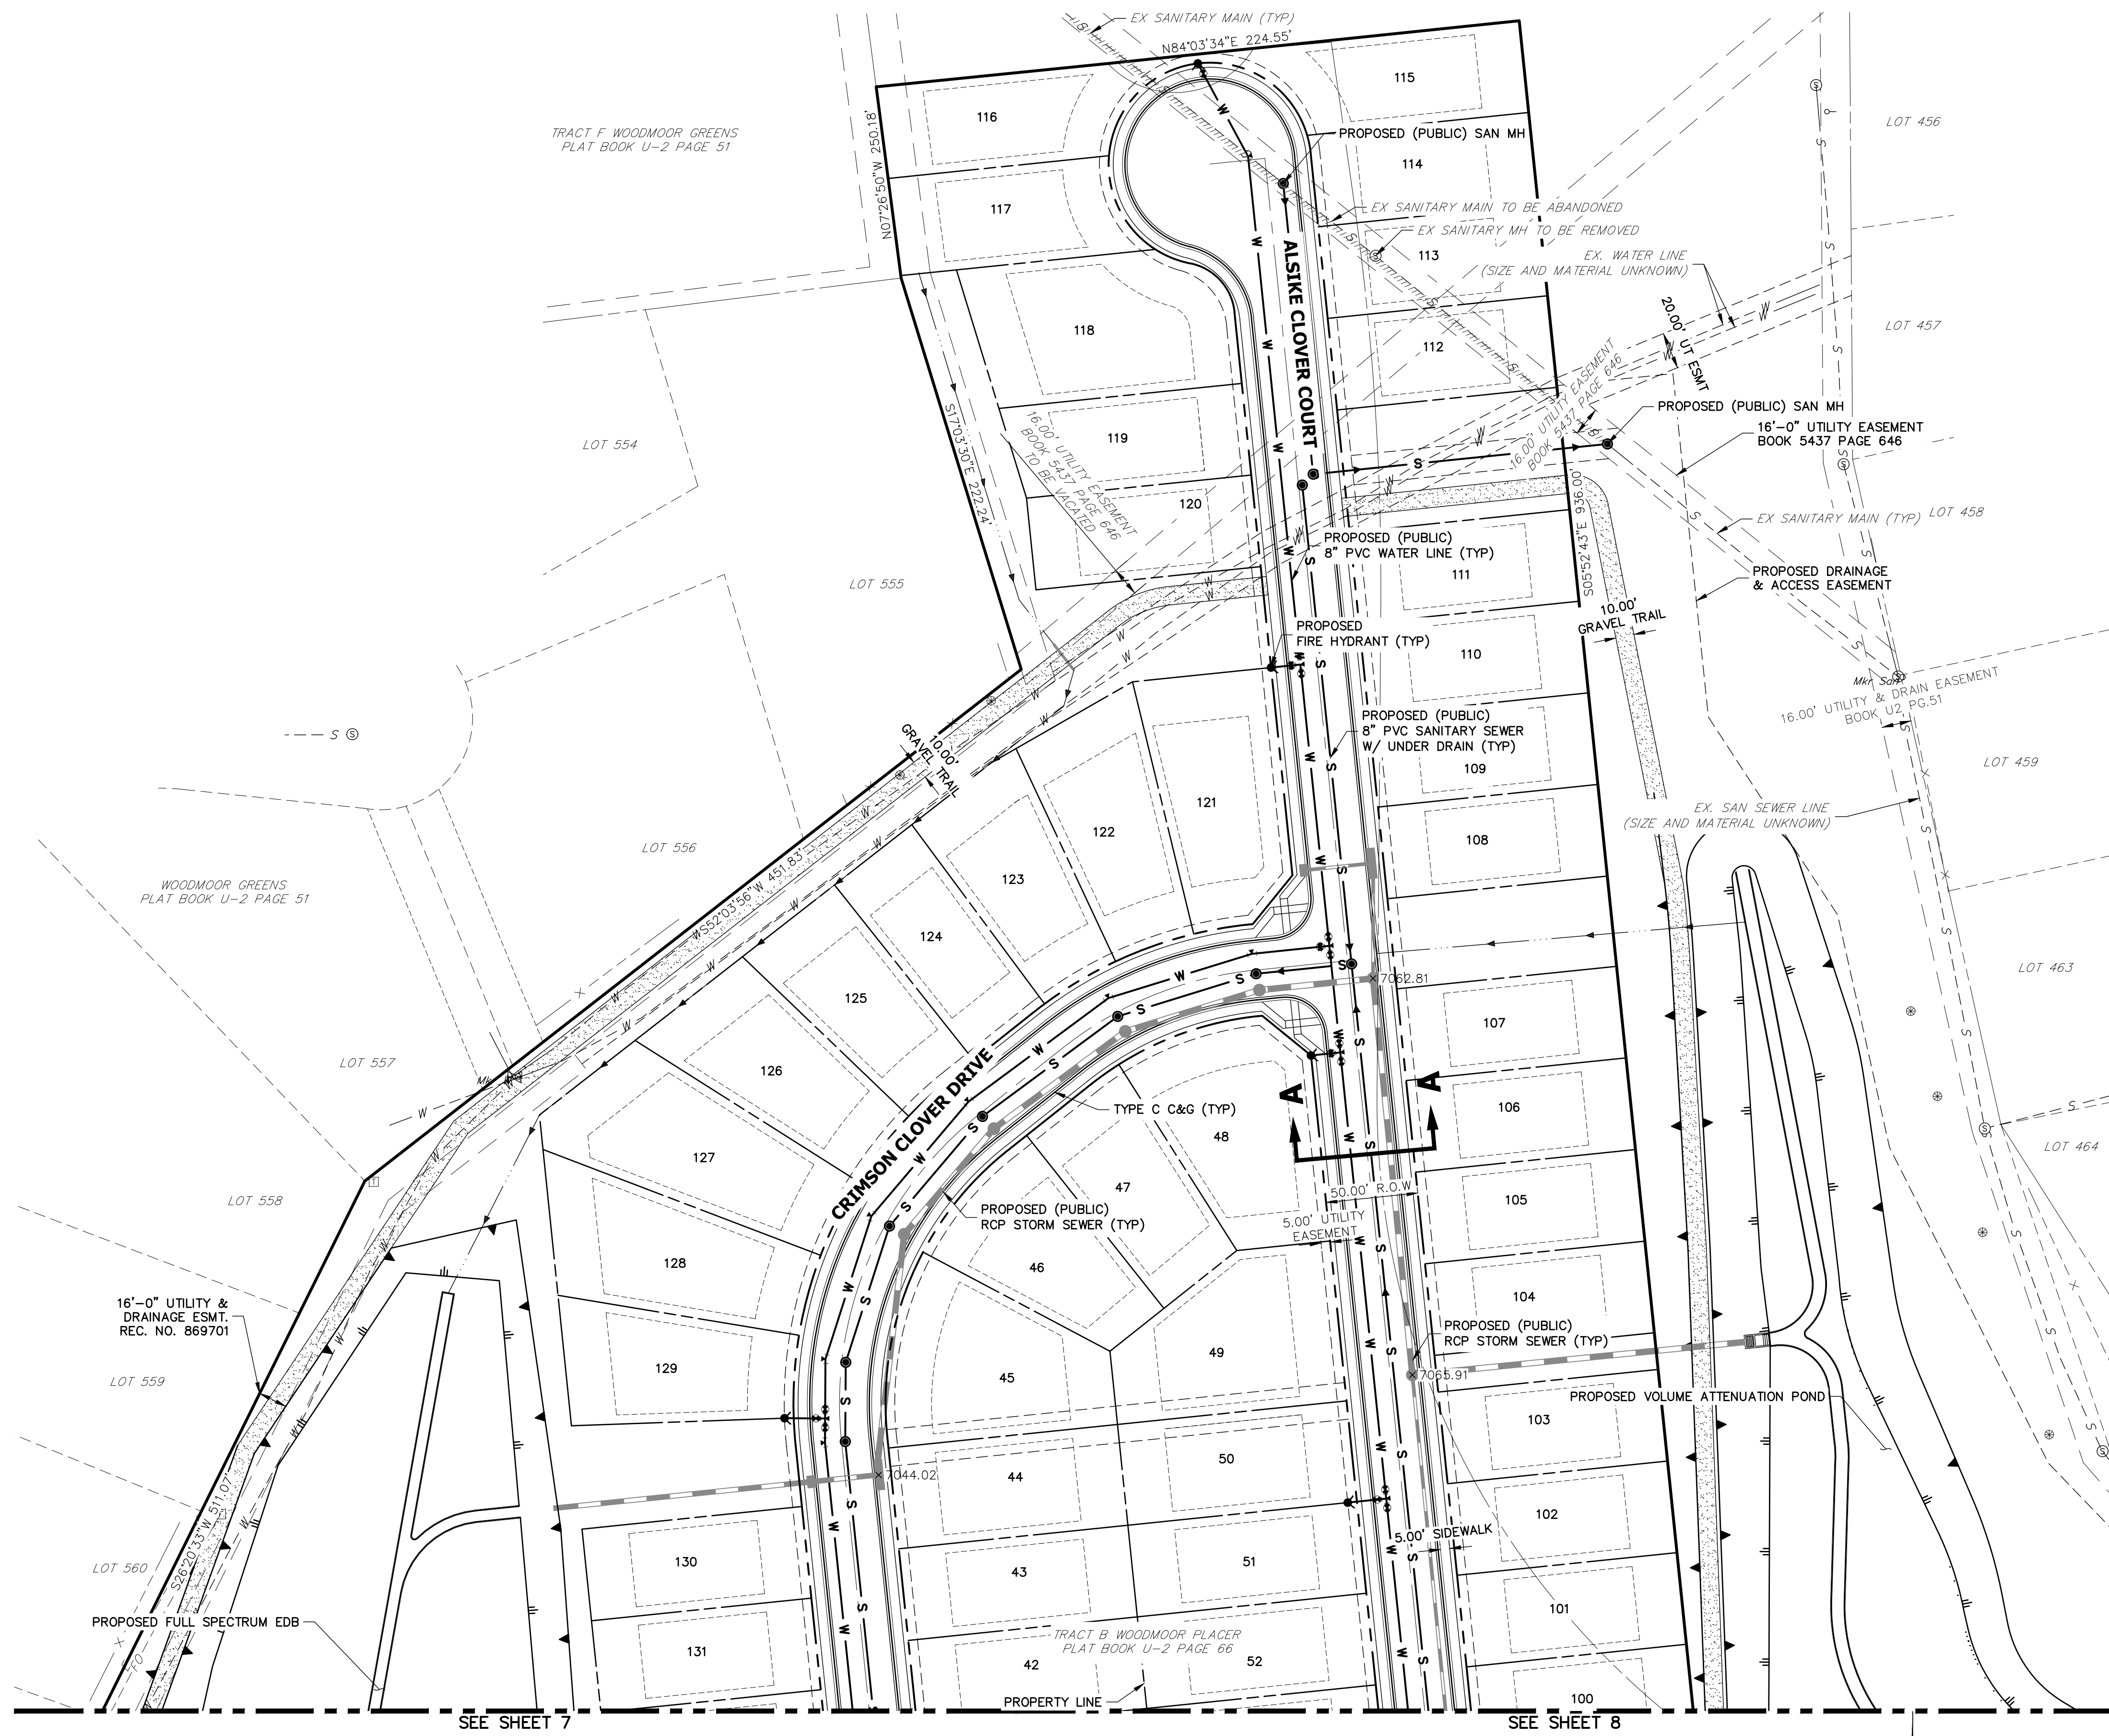 EX SANITARY MAIN (TYP)
N84°03'34"E 224.55'
115
116
TRACT F WOODMOOR GREENS
PLAT BOOK U-2 PAGE 51
N07°26'50"W 250.18'
PROPOSED (PUBLIC) SAN MH
LOT 456
114
117
EX SANITARY MAIN TO BE ABANDONED
EX SANITARY MH TO BE REMOVED
113
EX. WATER LINE
(SIZE AND MATERIAL UNKNOWN)
ALSIKE CLOVER COURT
20.00' UT ESMT
LOT 457
118
112
16.00' UTILITY EASEMENT
BOOK 5437 PAGE 646
S17°03'30"E 222.24'
16.00' UTILITY EASEMENT
BOOK 5437 PAGE 646
TO BE VACATED
PROPOSED (PUBLIC) SAN MH
16'-0" UTILITY EASEMENT
BOOK 5437 PAGE 646
LOT 554
119
S05°52'43"E 936.00'
120
EX SANITARY MAIN (TYP)
LOT 458
PROPOSED (PUBLIC)
8" PVC WATER LINE (TYP)
LOT 555
111
PROPOSED DRAINAGE
& ACCESS EASEMENT
10.00'
GRAVEL TRAIL
PROPOSED
FIRE HYDRANT (TYP)
110
Mkr San
16.00' UTILITY & DRAIN EASEMENT
BOOK U2 PG.51
S
PROPOSED (PUBLIC)
8" PVC SANITARY SEWER
W/ UNDER DRAIN (TYP)
10.00'
GRAVEL TRAIL
109
LOT 459
121
122
EX. SAN SEWER LINE
(SIZE AND MATERIAL UNKNOWN)
LOT 556
108
S52°03'56"W 451.83'
123
WOODMOOR GREENS
PLAT BOOK U-2 PAGE 51
124
LOT 463
7062.81
125
107
LOT 557
126
CRIMSON CLOVER DRIVE
A
A
TYPE C C&G (TYP)
106
48
LOT 464
127
47
50.00' R.O.W
105
LOT 558
PROPOSED (PUBLIC)
RCP STORM SEWER (TYP)
5.00' UTILITY
EASEMENT
128
46
104
16'-0" UTILITY &
DRAINAGE ESMT.
REC. NO. 869701
PROPOSED (PUBLIC)
RCP STORM SEWER (TYP)
49
129
45
7065.91
LOT 559
PROPOSED VOLUME ATTENUATION POND
103
50
44
7044.02
S26°20'33"W 511.07'
102
5.00' SIDEWALK
130
51
43
LOT 560
101
PROPOSED FULL SPECTRUM EDB
FO
TRACT B WOODMOOR PLACER
PLAT BOOK U-2 PAGE 66
131
42
52
PROPERTY LINE
100
SEE SHEET 7
SEE SHEET 8